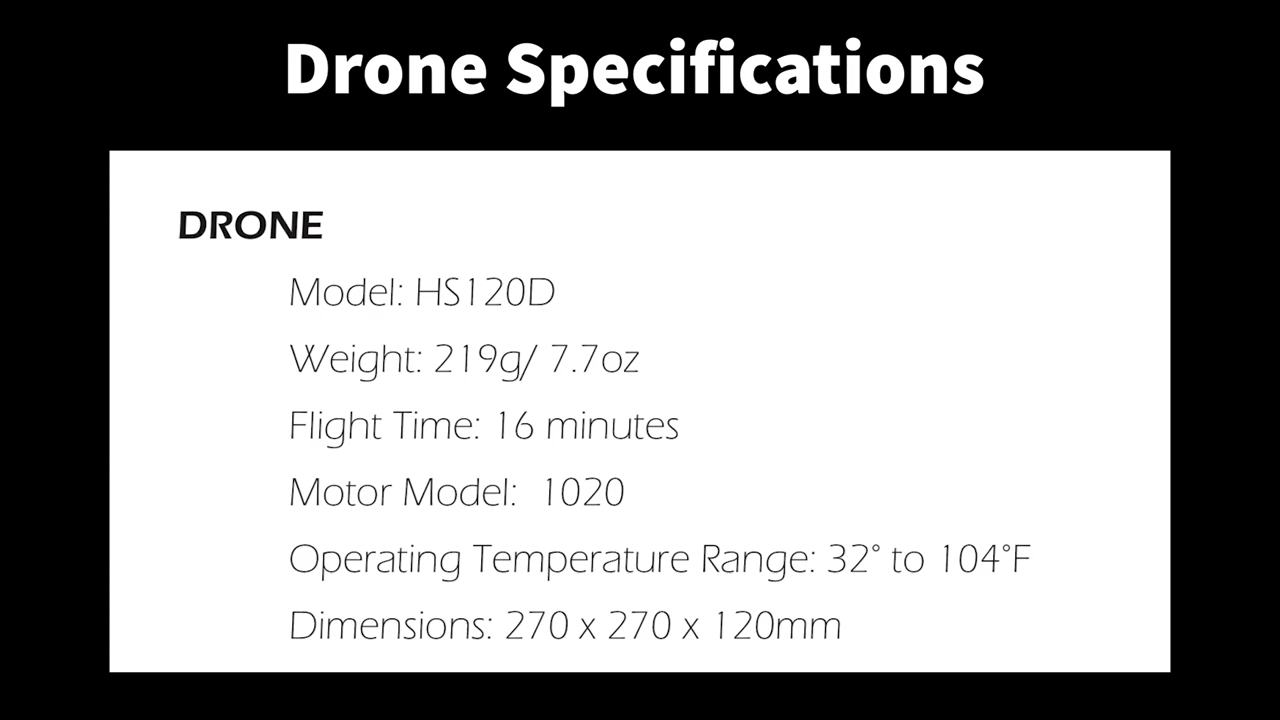 Drone Specifications
DRONE
Model: HS120D
Weight: 219g/ 7.7oz
Flight Time: 16 minutes
Motor Model:  1020
Operating Temperature Range: 32° to 104°F
Dimensions: 270 x 270 x 120mm